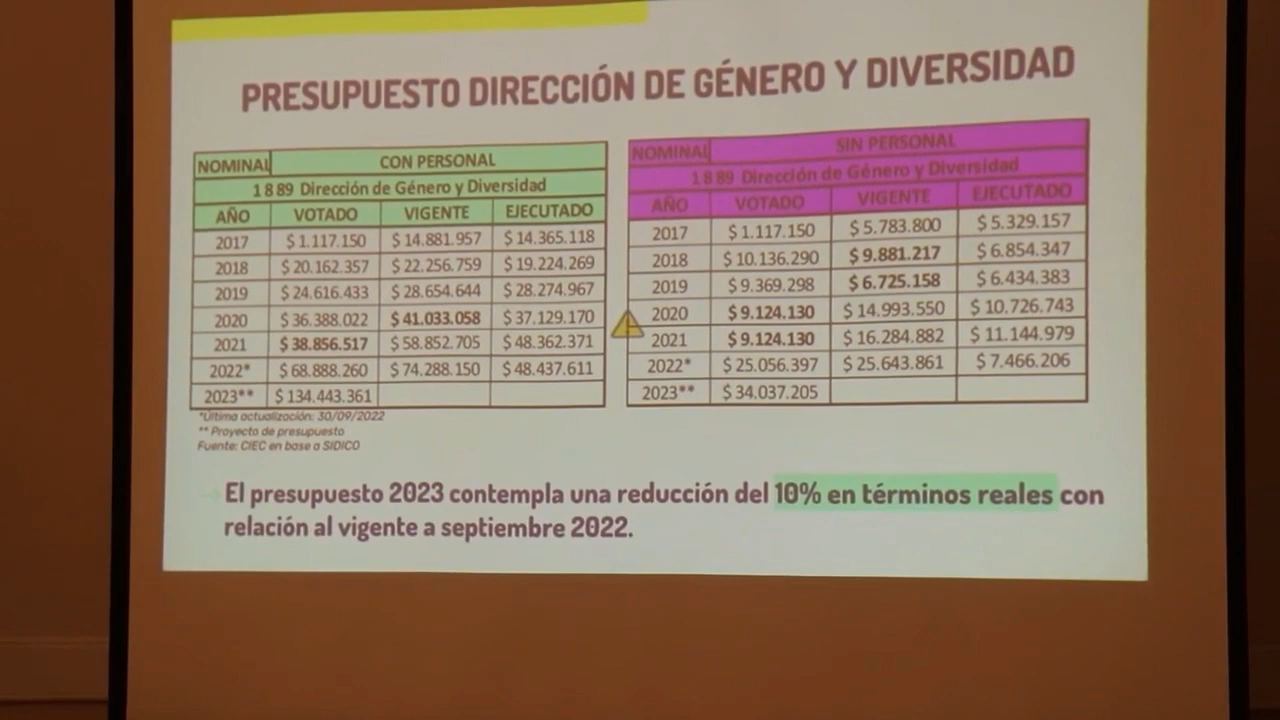 PRESUPUESTO DIRECCIÓN DE GÉNERO Y DIVERSIDAD
NOMINAL CON PERSONAL
1889 Dirección de Género y Diversidad
AÑO VOTADO VIGENTE EJECUTADO
2017 $ 1.117.150 $ 14.881.957 $ 14.365.118
2018 $ 20.162.357 $ 22.256.759 $ 19.224.269
2019 $ 24.616.433 $ 28.654.644 $ 28.274.967
2020 $ 36.388.022 $ 41.033.058 $ 37.129.170
2021 $ 38.856.517 $ 58.852.705 $ 48.362.371
2022* $ 68.888.260 $ 74.288.150 $ 48.437.611
2023** $ 134.443.361
*Última actualización: 30/09/2022
** Proyecto de presupuesto
Fuente: CIEC en base a SIDICO
NOMINAL SIN PERSONAL
1889 Dirección de Género y Diversidad
AÑO VOTADO VIGENTE EJECUTADO
2017 $ 1.117.150 $ 5.783.800 $ 5.329.157
2018 $ 10.136.290 $ 9.881.217 $ 6.854.347
2019 $ 9.369.298 $ 6.725.158 $ 6.434.383
2020 $ 9.124.130 $ 14.993.550 $ 10.726.743
2021 $ 9.124.130 $ 16.284.882 $ 11.144.979
2022* $ 25.056.397 $ 25.643.861 $ 7.466.206
2023** $ 34.037.205
El presupuesto 2023 contempla una reducción del 10% en términos reales con
relación al vigente a septiembre 2022.